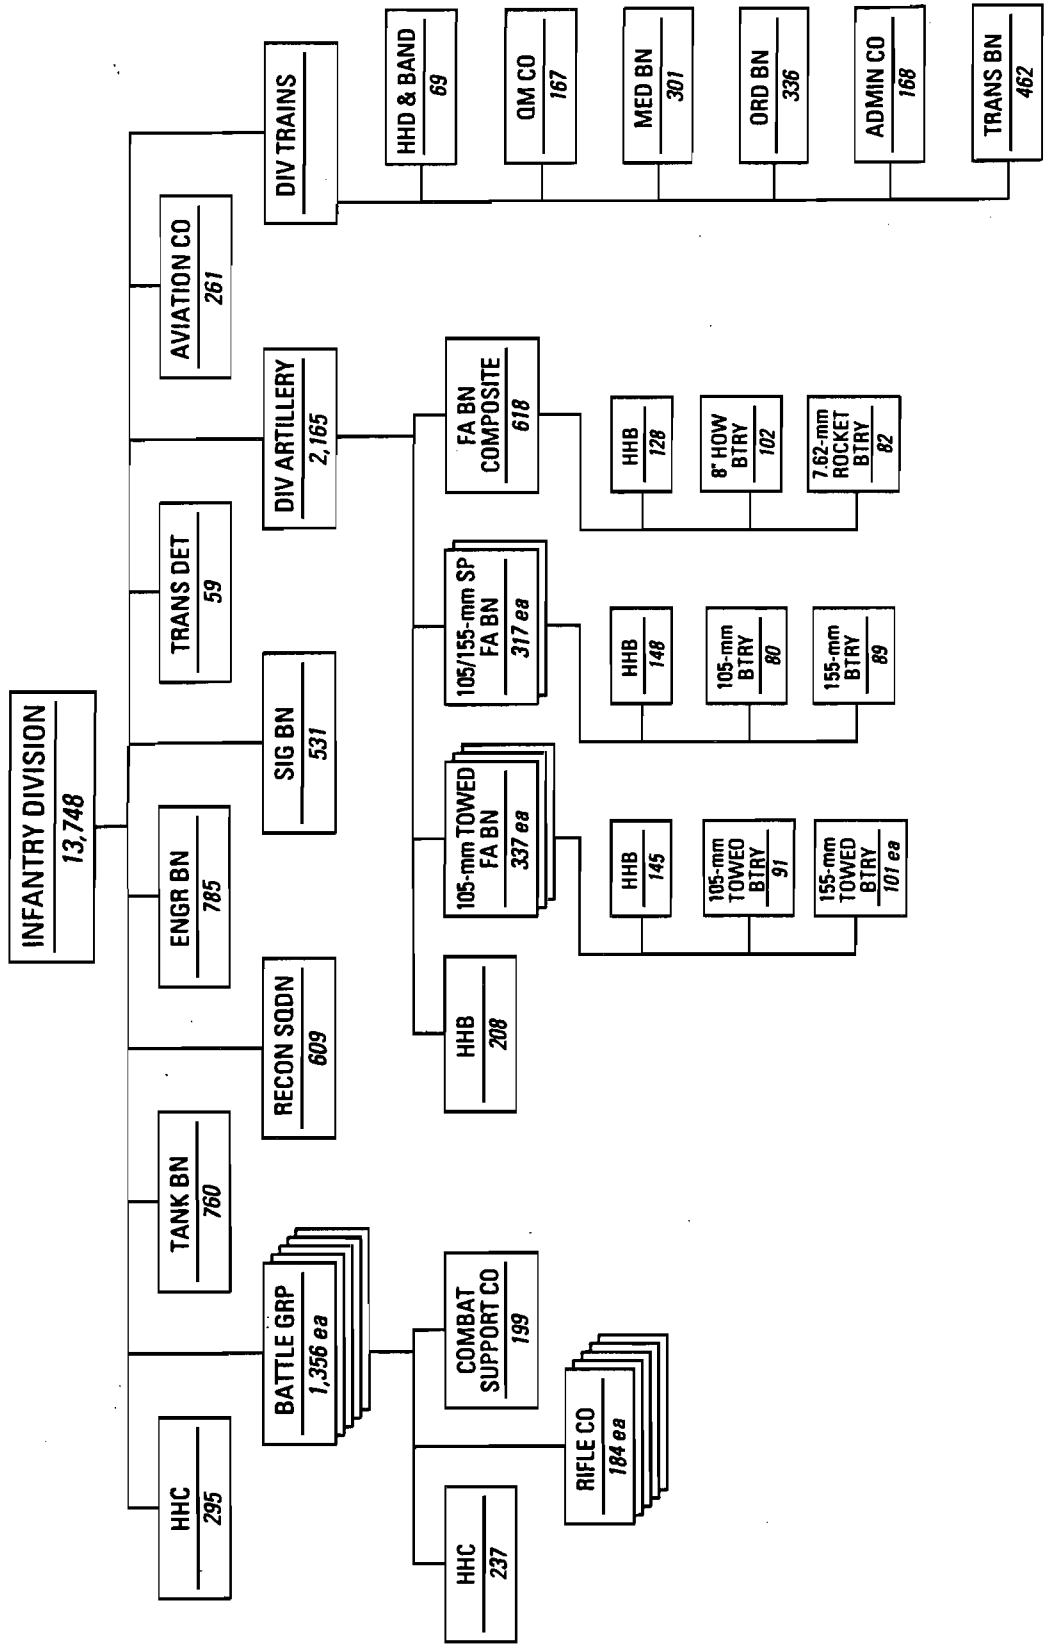 INFANTRY DIVISION
13,748
HHC
295
TANK BN
760
ENGR BN
785
TRANS DET
59
AVIATION CO
261
BATTLE GRP
1,356 ea
RECON SQDN
609
SIG BN
531
DIV ARTILLERY
2,165
DIV TRAINS
HHC
237
COMBAT
SUPPORT CO
199
RIFLE CO
184 ea
HHB
208
105-mm TOWED
FA BN
337 ea
HHB
145
105-mm
TOWEO
BTRY
91
155-mm
TOWED
BTRY
101 ea
105/155-mm SP
FA BN
317 ea
HHB
148
105-mm
BTRY
80
155-mm
BTRY
89
FA BN
COMPOSITE
618
HHB
128
8" HOW
BTRY
102
7.62-mm
ROCKET
BTRY
82
HHD & BAND
69
QM CO
167
MED BN
301
ORD BN
336
ADMIN CO
168
TRANS BN
462